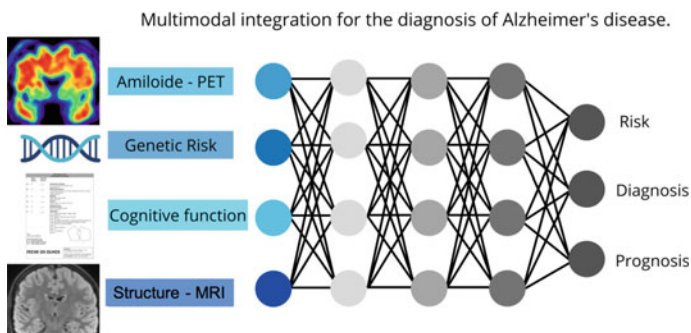 Multimodal integration for the diagnosis of Alzheimer's disease.
Amiloide - PET
Genetic Risk
Cognitive function
Structure - MRI
Risk
Diagnosis
Prognosis